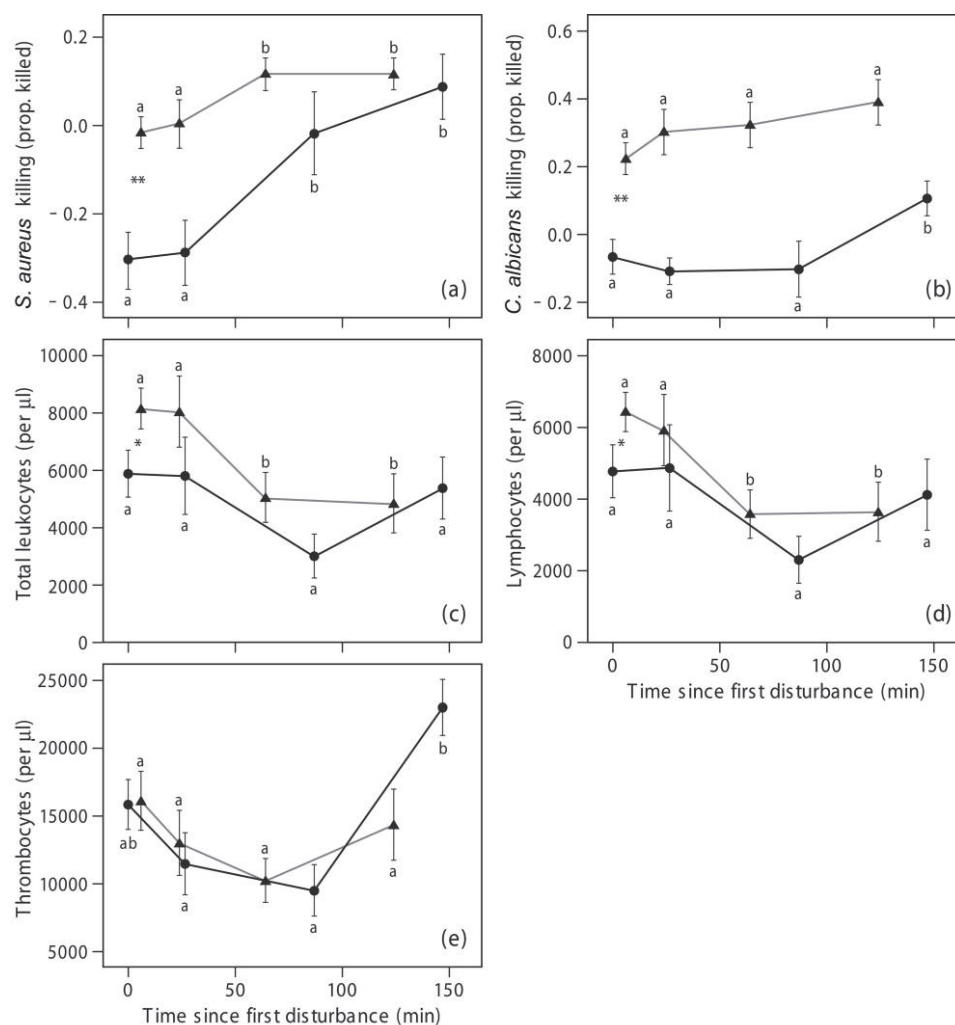 S. aureus killing (prop. killed)
0.2
0.0
- 0.2
- 0.4
a
a
b
b
**
a
a
b
b
(a)
C. albicans killing (prop. killed)
0.6
0.4
0.2
0.0
- 0.2
a
a
a
a
**
a
a
a
b
(b)
Total leukocytes (per µl)
10000
8000
6000
4000
2000
0
a
a
b
b
*
a
a
a
a
(c)
Lymphocytes (per µl)
8000
6000
4000
2000
0
a
a
b
b
*
a
a
a
a
(d)
0 50 100 150
Time since first disturbance (min)
Thrombocytes (per µl)
25000
20000
15000
10000
5000
a
a
a
a
ab
a
a
b
(e)
0 50 100 150
Time since first disturbance (min)